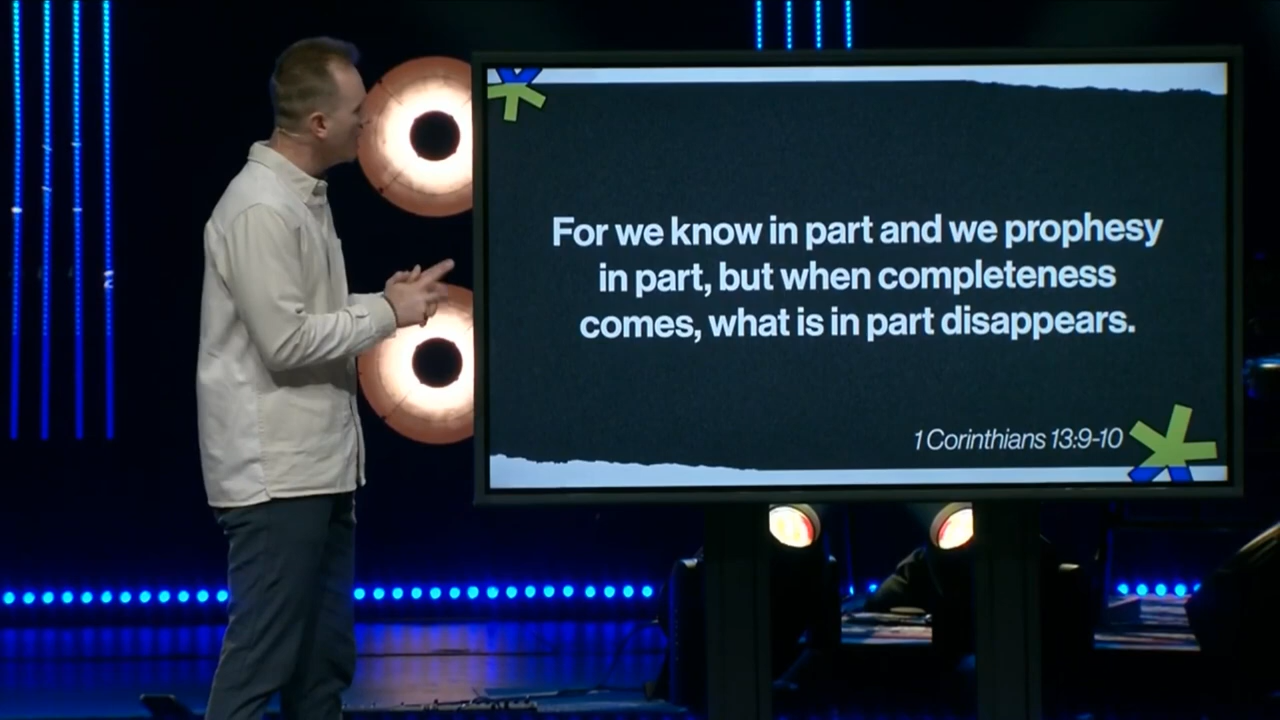 For we know in part and we prophesy
in part, but when completeness
comes, what is in part disappears.
1 Corinthians 13:9-10